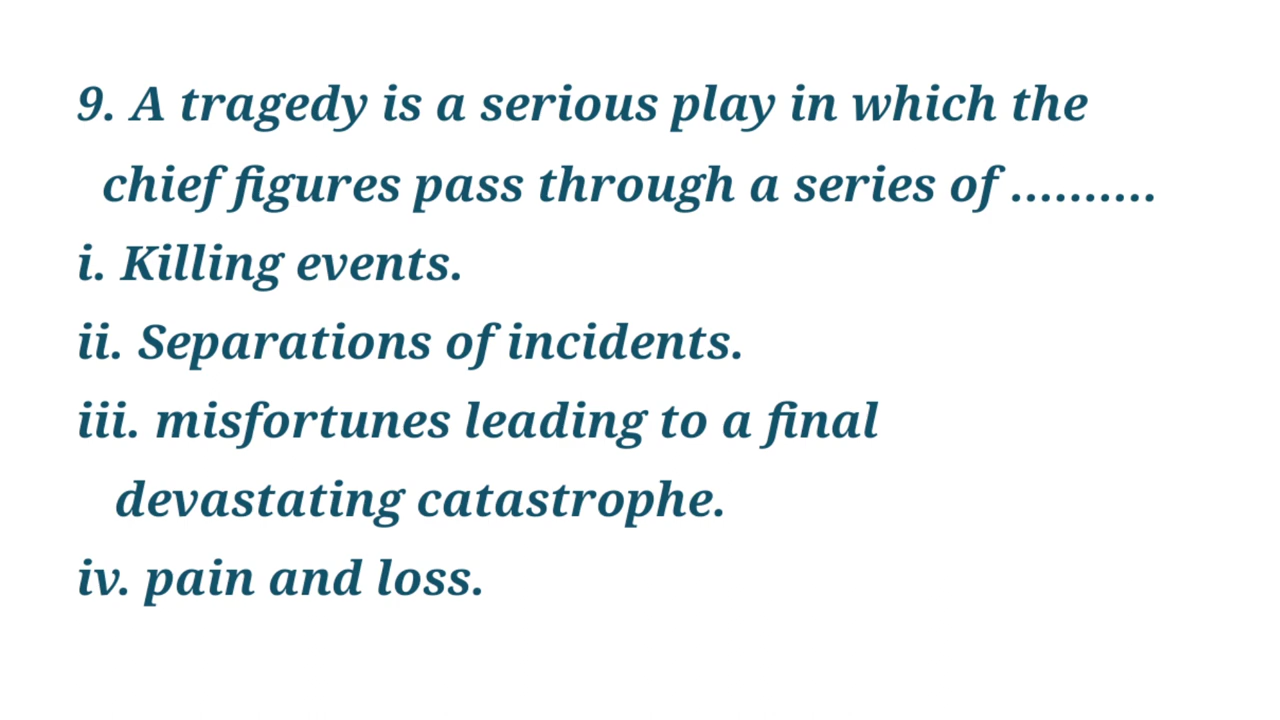 9. A tragedy is a serious play in which the
chief figures pass through a series of ..........
i. Killing events.
ii. Separations of incidents.
iii. misfortunes leading to a final
devastating catastrophe.
iv. pain and loss.